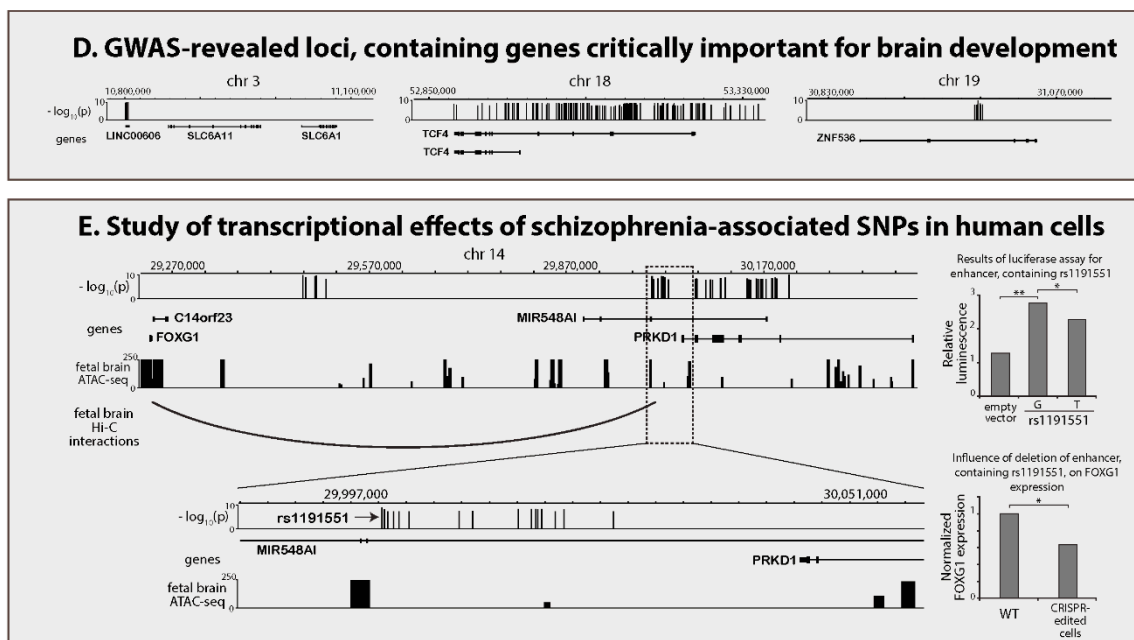 D. GWAS-revealed loci, containing genes critically important for brain development
chr 3
chr 18
chr 19
10,800,000 11,100,000
52,850,000 53,330,000
30,830,000 31,070,000
- log10(p)
10
0
10
0
10
0
genes
LINC00606 SLC6A11 SLC6A1
TCF4
TCF4
ZNF536
E. Study of transcriptional effects of schizophrenia-associated SNPs in human cells
chr 14
29,270,000 29,570,000 29,870,000 30,170,000
- log10(p)
10
0
genes
C14orf23
FOXG1
MIR548AI
PRKD1
fetal brain
ATAC-seq
250
0
fetal brain
Hi-C
interactions
29,997,000 30,051,000
- log10(p)
10
0
rs1191551
MIR548AI
genes
PRKD1
fetal brain
ATAC-seq
250
0
Results of luciferase assay for
enhancer, containing rs1191551
Relative
luminescence
3
2
1
0
**
*
empty
vector
G T
rs1191551
Influence of deletion of enhancer,
containing rs1191551, on FOXG1
expression
Normalized
FOXG1 expression
1
0
*
WT
CRISPR-
edited
cells